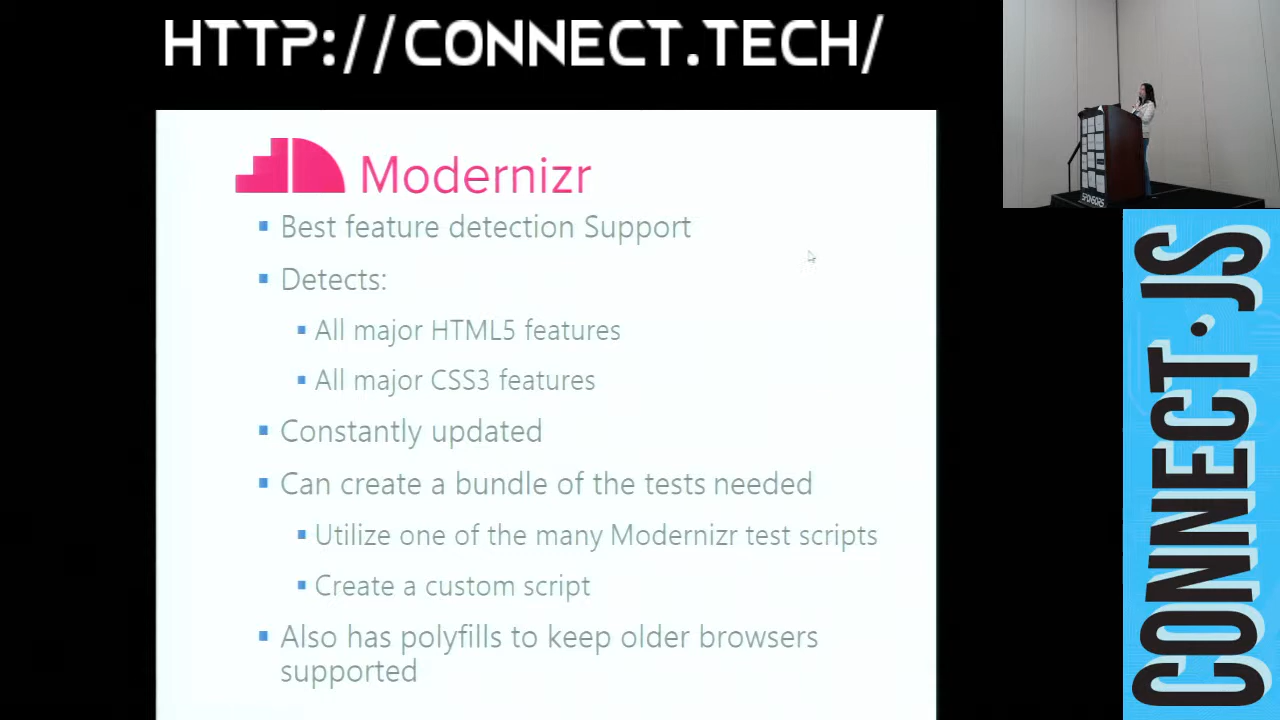 HTTP://CONNECT.TECH/
Modernizr
Best feature detection Support
Detects:
All major HTML5 features
All major CSS3 features
Constantly updated
Can create a bundle of the tests needed
Utilize one of the many Modernizr test scripts
Create a custom script
Also has polyfills to keep older browsers
supported
SPONSORS
CONNECT.JS